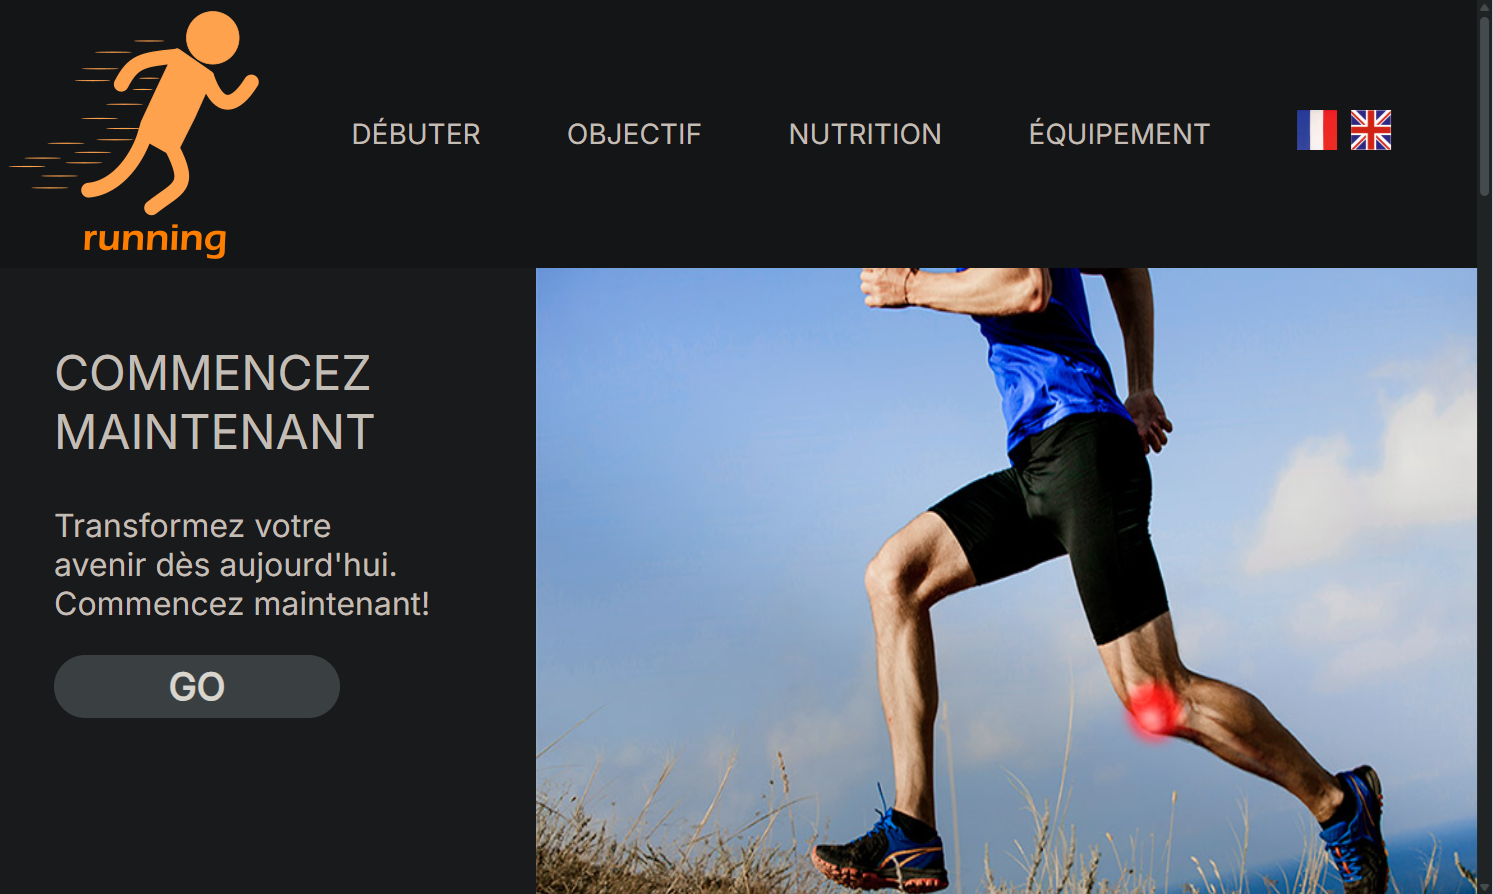 running
DÉBUTER
OBJECTIF
NUTRITION
ÉQUIPEMENT
COMMENCEZ
MAINTENANT
Transformez votre
avenir dès aujourd'hui.
Commencez maintenant!
GO